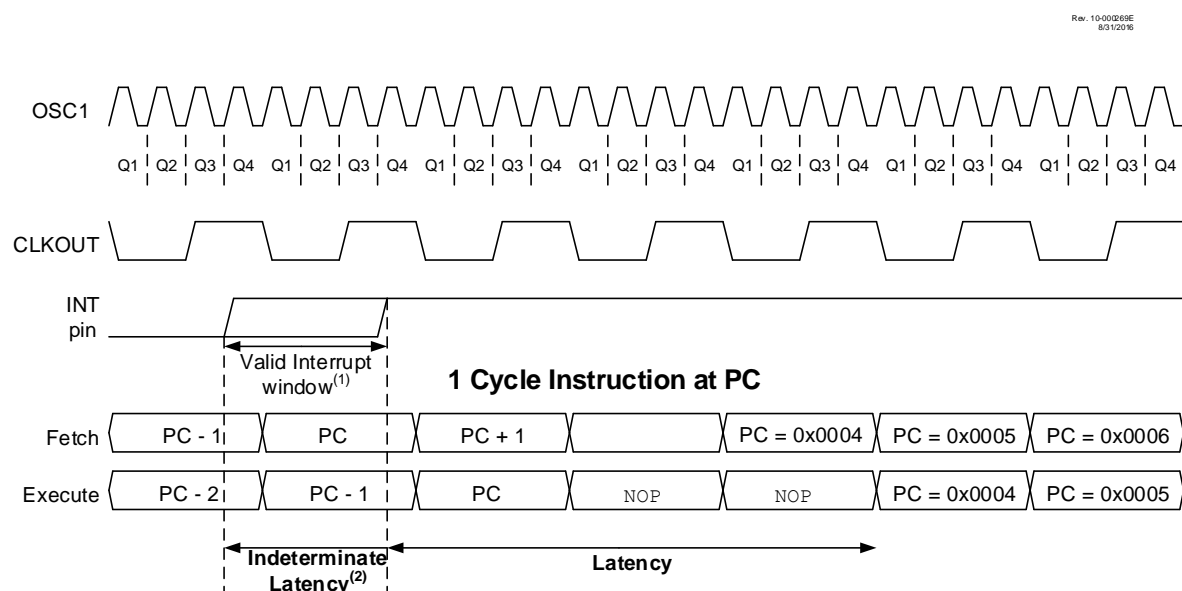 Rev. 10-000269E
8/31/2016
OSC1
Q1 Q2 Q3 Q4 Q1 Q2 Q3 Q4 Q1 Q2 Q3 Q4 Q1 Q2 Q3 Q4 Q1 Q2 Q3 Q4 Q1 Q2 Q3 Q4 Q1 Q2 Q3 Q4
CLKOUT
INT
pin
Valid Interrupt
window(1)
1 Cycle Instruction at PC
Fetch PC - 1 PC PC + 1 PC = 0x0004 PC = 0x0005 PC = 0x0006
Execute PC - 2 PC - 1 PC NOP NOP PC = 0x0004 PC = 0x0005
Indeterminate
Latency(2)
Latency